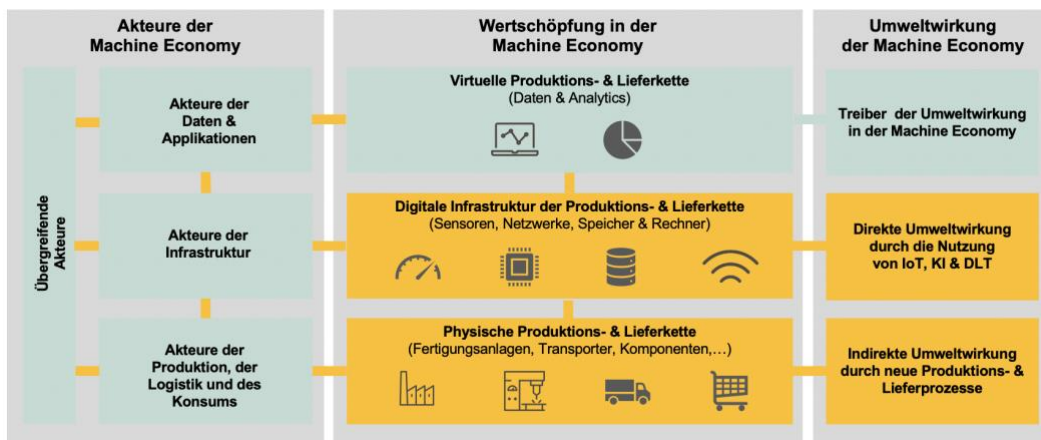 Akteure der
Machine Economy
Übergreifende
Akteure
Akteure der
Daten &
Applikationen
Akteure der
Infrastruktur
Akteure der
Produktion, der
Logistik und des
Konsums
Wertschöpfung in der
Machine Economy
Virtuelle Produktions- & Lieferkette
(Daten & Analytics)
Digitale Infrastruktur der Produktions- & Lieferkette
(Sensoren, Netzwerke, Speicher & Rechner)
Physische Produktions- & Lieferkette
(Fertigungsanlagen, Transporter, Komponenten,...)
Umweltwirkung
der Machine Economy
Treiber der Umweltwirkung
in der Machine Economy
Direkte Umweltwirkung
durch die Nutzung
von IoT, KI & DLT
Indirekte Umweltwirkung
durch neue Produktions- &
Lieferprozesse